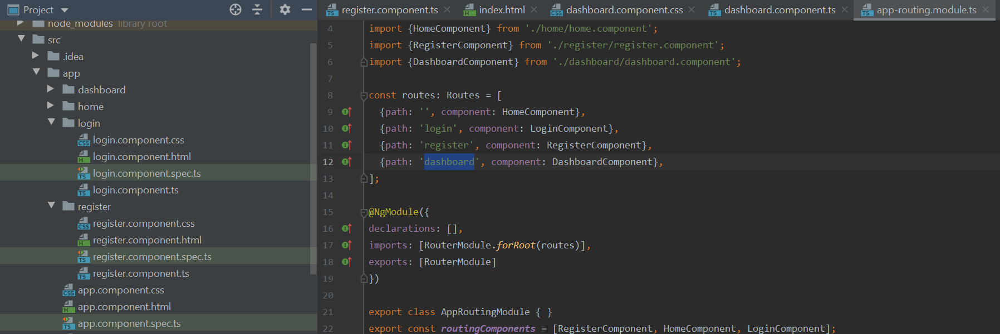 Project
node_modules library root
src
.idea
app
dashboard
home
login
login.component.css
login.component.html
login.component.spec.ts
login.component.ts
register
register.component.css
register.component.html
register.component.spec.ts
register.component.ts
app.component.css
app.component.html
app.component.spec.ts
register.component.ts index.html dashboard.component.css dashboard.component.ts app-routing.module.ts
4 import {HomeComponent} from './home/home.component';
5 import {RegisterComponent} from './register/register.component';
6 import {DashboardComponent} from './dashboard/dashboard.component';
7
8 const routes: Routes = [
9 {path: '', component: HomeComponent},
10 {path: 'login', component: LoginComponent},
11 {path: 'register', component: RegisterComponent},
12 {path: 'dashboard', component: DashboardComponent},
13 ];
14
15 @NgModule({
16 declarations: [],
17 imports: [RouterModule.forRoot(routes)],
18 exports: [RouterModule]
19 })
20
21 export class AppRoutingModule { }
22 export const routingComponents = [RegisterComponent, HomeComponent, LoginComponent];